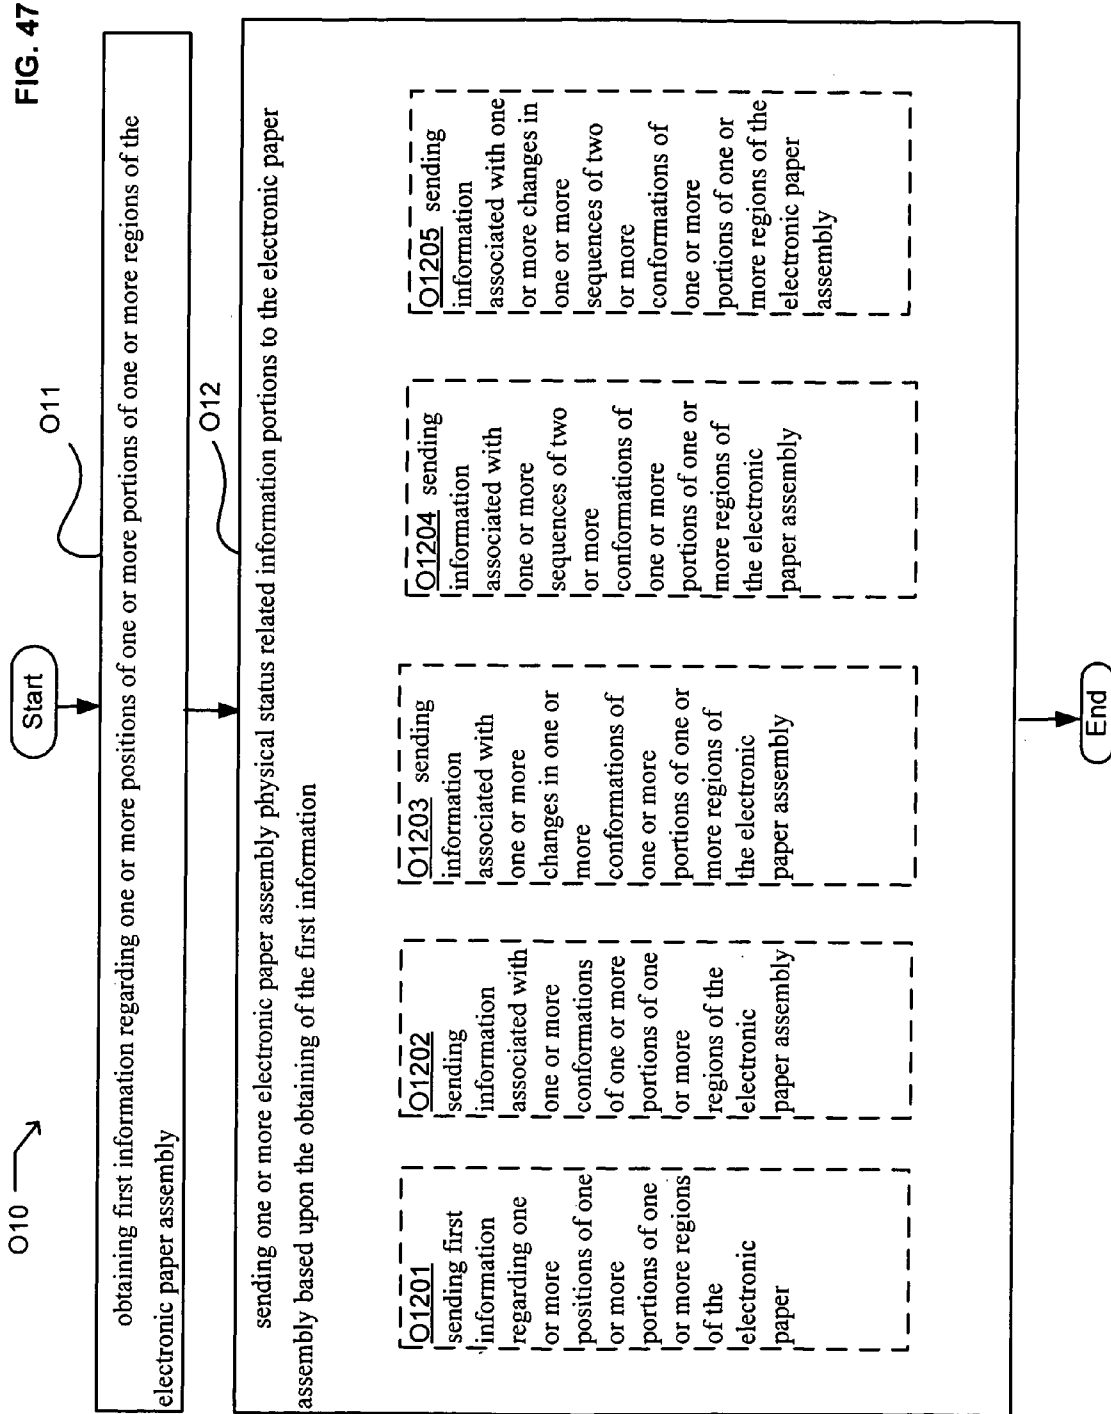 FIG. 47
O10
Start
O11
obtaining first information regarding one or more positions of one or more portions of one or more regions of the
electronic paper assembly
O12
sending one or more electronic paper assembly physical status related information portions to the electronic paper
assembly based upon the obtaining of the first information
O1201
sending first
information
regarding one
or more
positions of one
or more
portions of one
or more regions
of the
electronic
paper
O1202
sending
information
associated with
one or more
conformations
of one or more
portions of one
or more
regions of the
electronic
paper assembly
O1203 sending
information
associated with
one or more
changes in one or
more
conformations of
one or more
portions of one or
more regions of
the electronic
paper assembly
O1204 sending
information
associated with
one or more
sequences of two
or more
conformations of
one or more
portions of one or
more regions of
the electronic
paper assembly
O1205 sending
information
associated with one
or more changes in
one or more
sequences of two
or more
conformations of
one or more
portions of one or
more regions of the
electronic paper
assembly
End